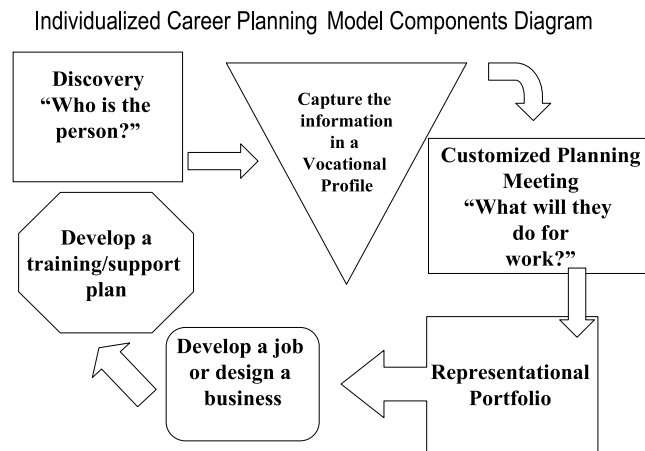 Individualized Career Planning Model Components Diagram
Discovery
“Who is the
person?”
Capture the
information
in a
Vocational
Profile
Customized Planning
Meeting
“What will they
do for
work?”
Representational
Portfolio
Develop a job
or design a
business
Develop a
training/support
plan